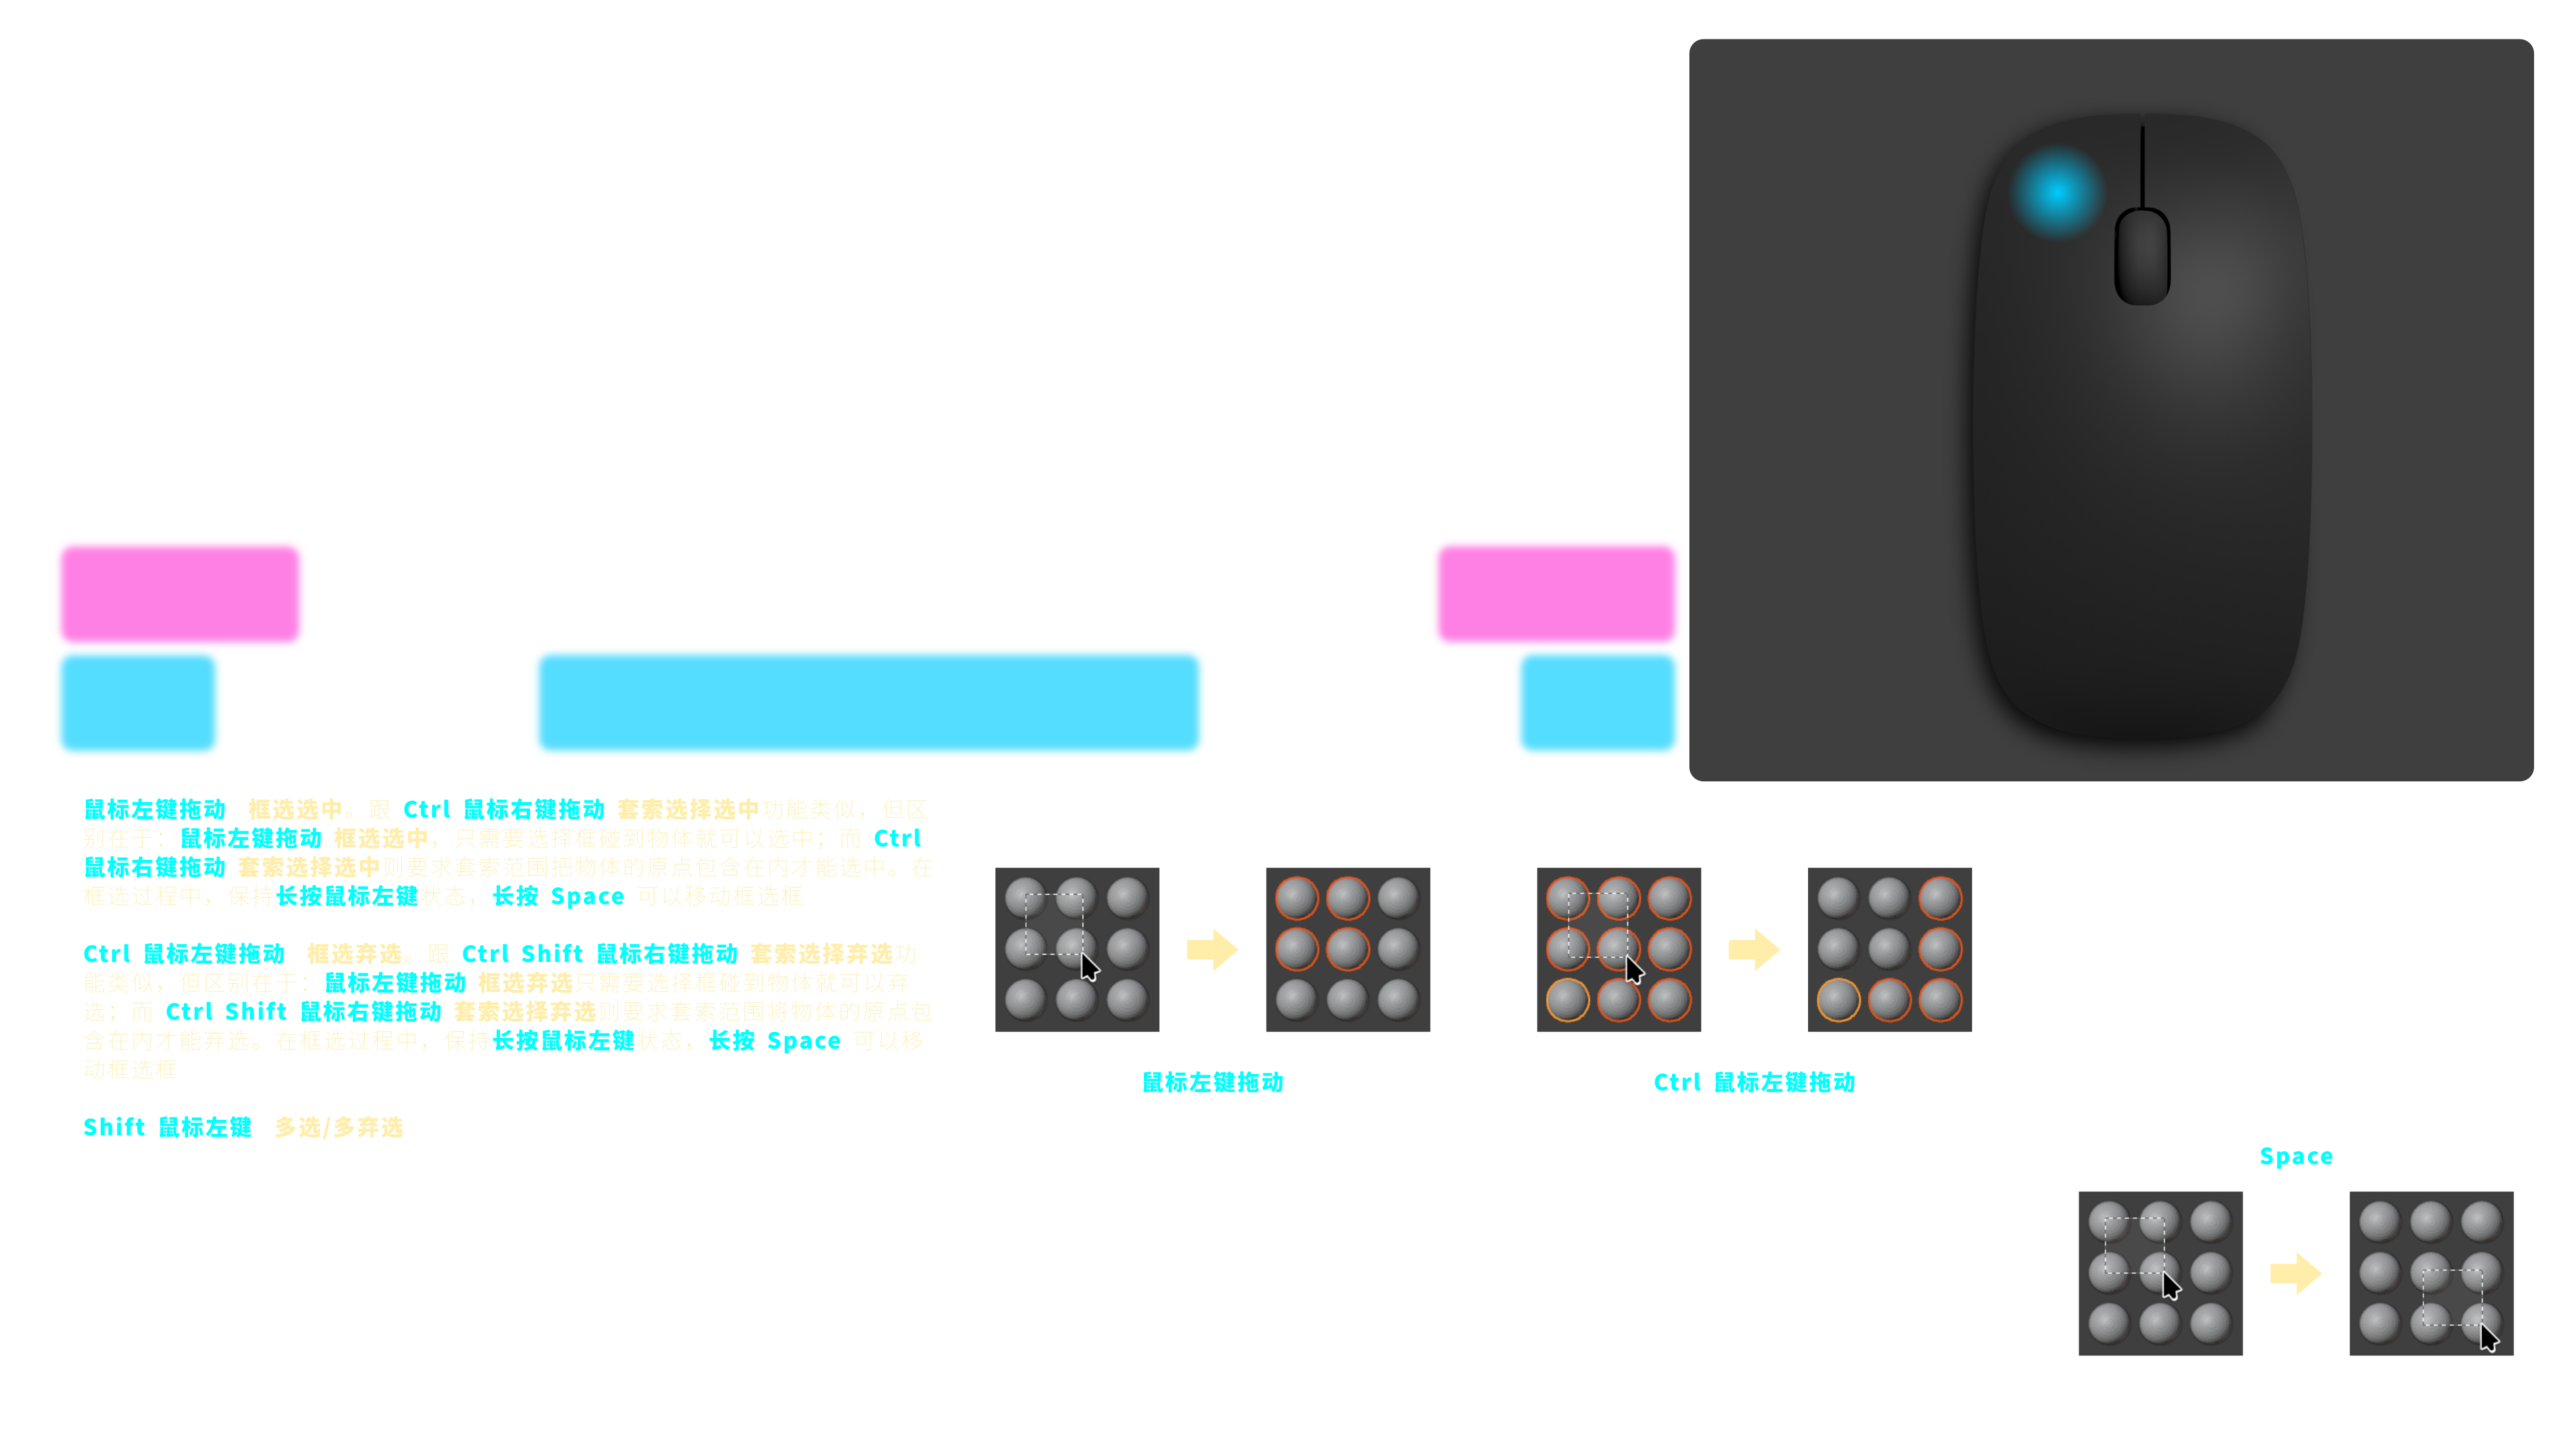 鼠标左键拖动 框选选中。跟 Ctrl 鼠标右键拖动 套索选择选中功能类似，但区
别在于：鼠标左键拖动 框选选中，只需要选择框碰到物体就可以选中；而 Ctrl
鼠标右键拖动 套索选择选中则要求套索范围把物体的原点包含在内才能选中。在
框选过程中，保持长按鼠标左键状态，长按 Space 可以移动框选框
Ctrl 鼠标左键拖动 框选弃选。跟 Ctrl Shift 鼠标右键拖动 套索选择弃选功
能类似，但区别在于：鼠标左键拖动 框选弃选只需要选择框碰到物体就可以弃
选；而 Ctrl Shift 鼠标右键拖动 套索选择弃选则要求套索范围将物体的原点包
含在内才能弃选。在框选过程中，保持长按鼠标左键状态，长按 Space 可以移
动框选框
Shift 鼠标左键 多选/多弃选
鼠标左键拖动
Ctrl 鼠标左键拖动
Space